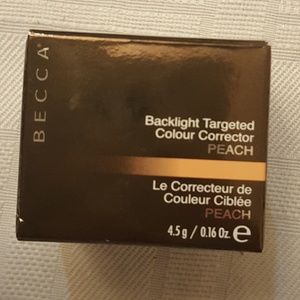 BECCA
Backlight Targeted
Colour Corrector
PEACH
Le Correcteur de
Couleur Ciblée
PEACH
4.5 g / 0.16 Oz. e